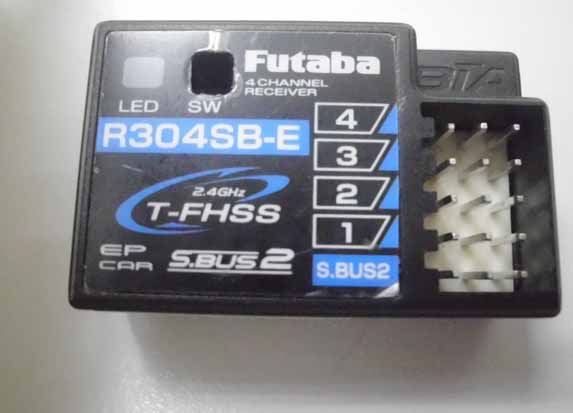 Futaba
4 CHANNEL
RECEIVER
LED SW
R304SB-E
2.4GHz
T-FHSS
EP
CAR
S.BUS2
4
3
2
1
S.BUS2